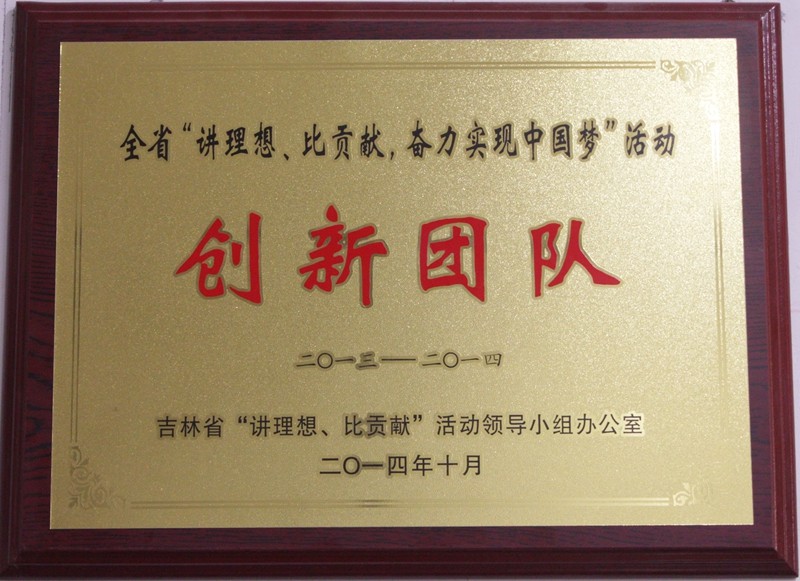 全省“讲理想、比贡献，奋力实现中国梦”活动
创新团队
二〇一三——二〇一四
吉林省“讲理想、比贡献”活动领导小组办公室
二〇一四年十月